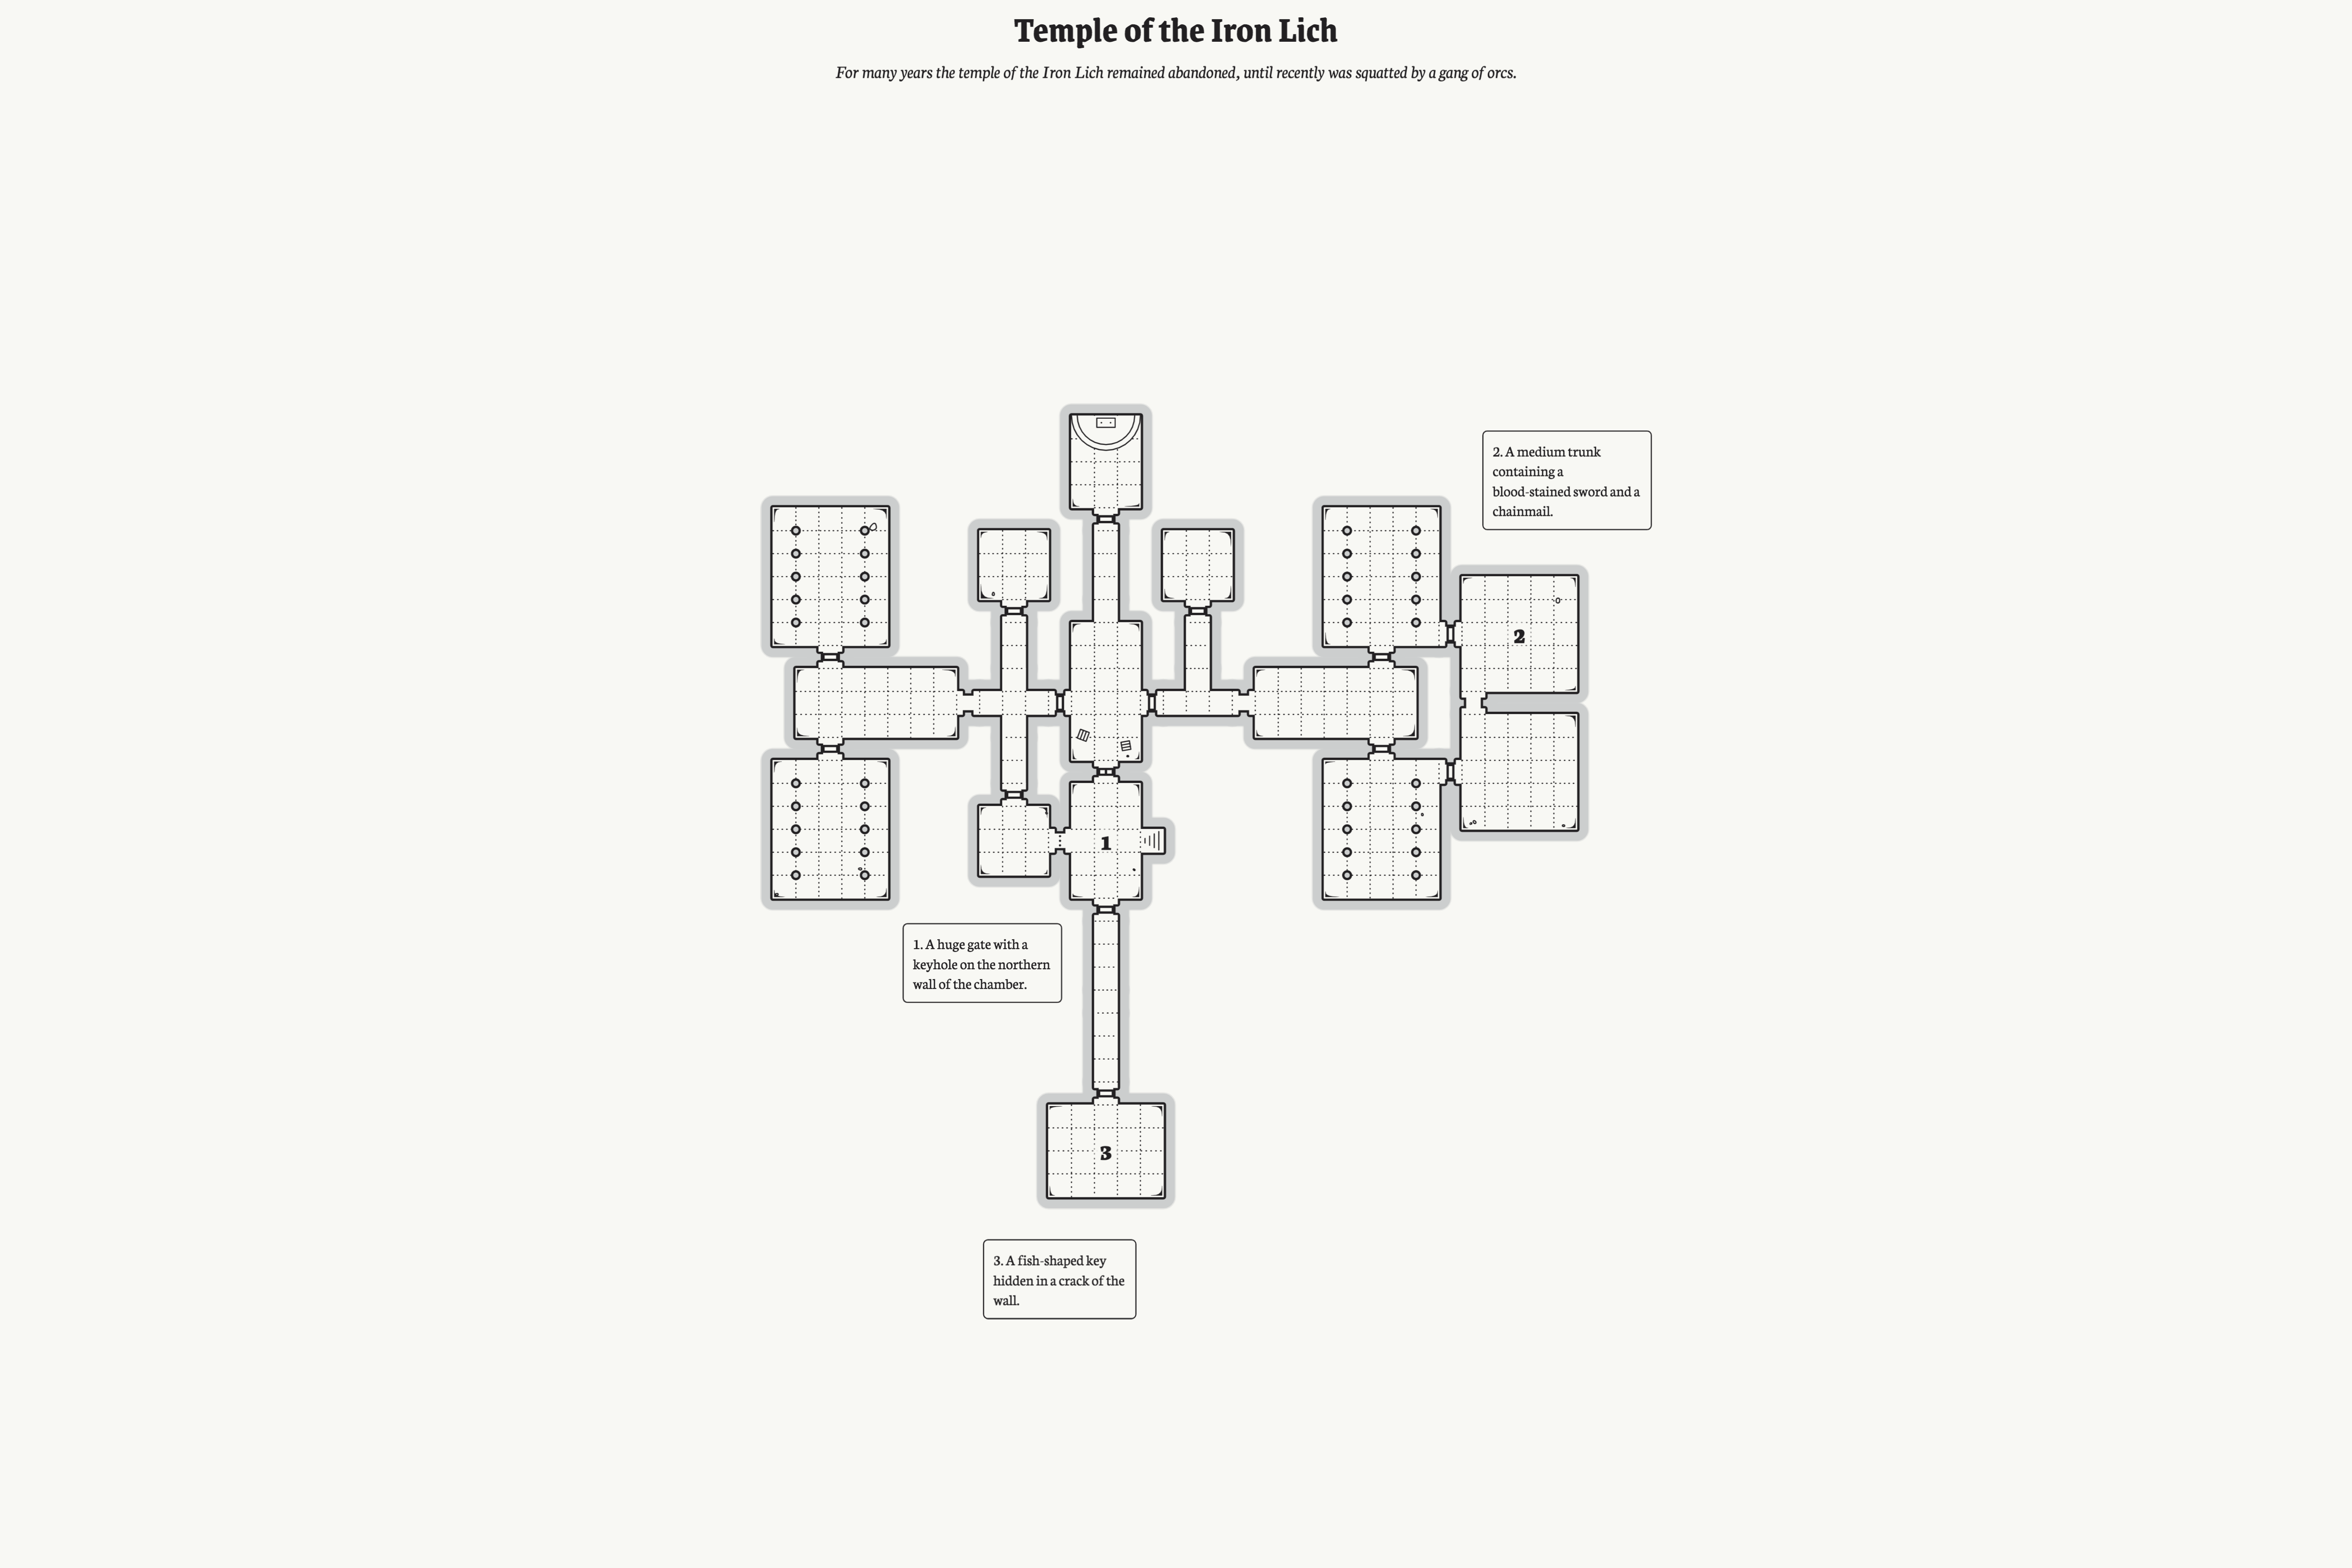 Temple of the Iron Lich
For many years the temple of the Iron Lich remained abandoned, until recently was squatted by a gang of orcs.
2. A medium trunk
containing a
blood-stained sword and a
chainmail.
2
1
1. A huge gate with a
keyhole on the northern
wall of the chamber.
3
3. A fish-shaped key
hidden in a crack of the
wall.